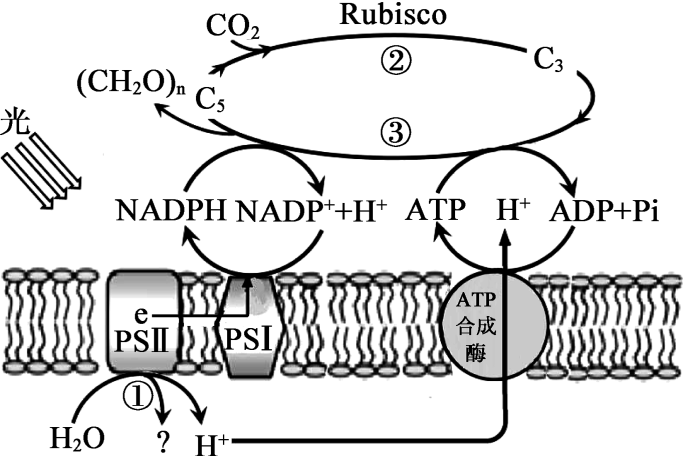 Rubisco
CO₂
②
C₃
(CH₂O)ₙ
C₅
光
③
NADPH NADP⁺+H⁺ ATP H⁺ ADP+Pi
e
PSⅡ
PSⅠ
ATP
合成
酶
①
H₂O
?
H⁺